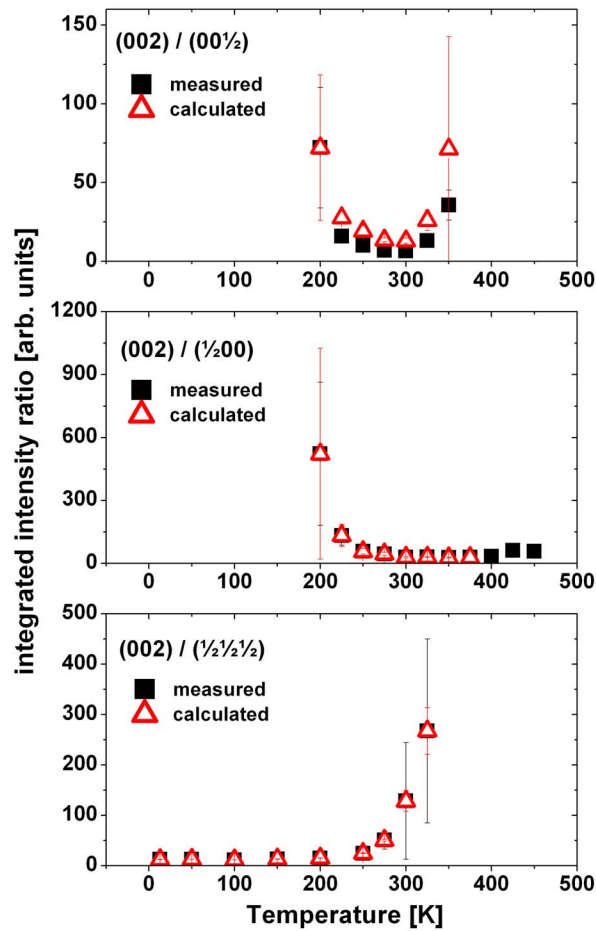 integrated intensity ratio [arb. units]
(002) / (00½)
measured
calculated
150
100
50
0
0 100 200 300 400 500
(002) / (½00)
measured
calculated
1200
900
600
300
0
0 100 200 300 400 500
(002) / (½½½)
measured
calculated
500
400
300
200
100
0
0 100 200 300 400 500
Temperature [K]